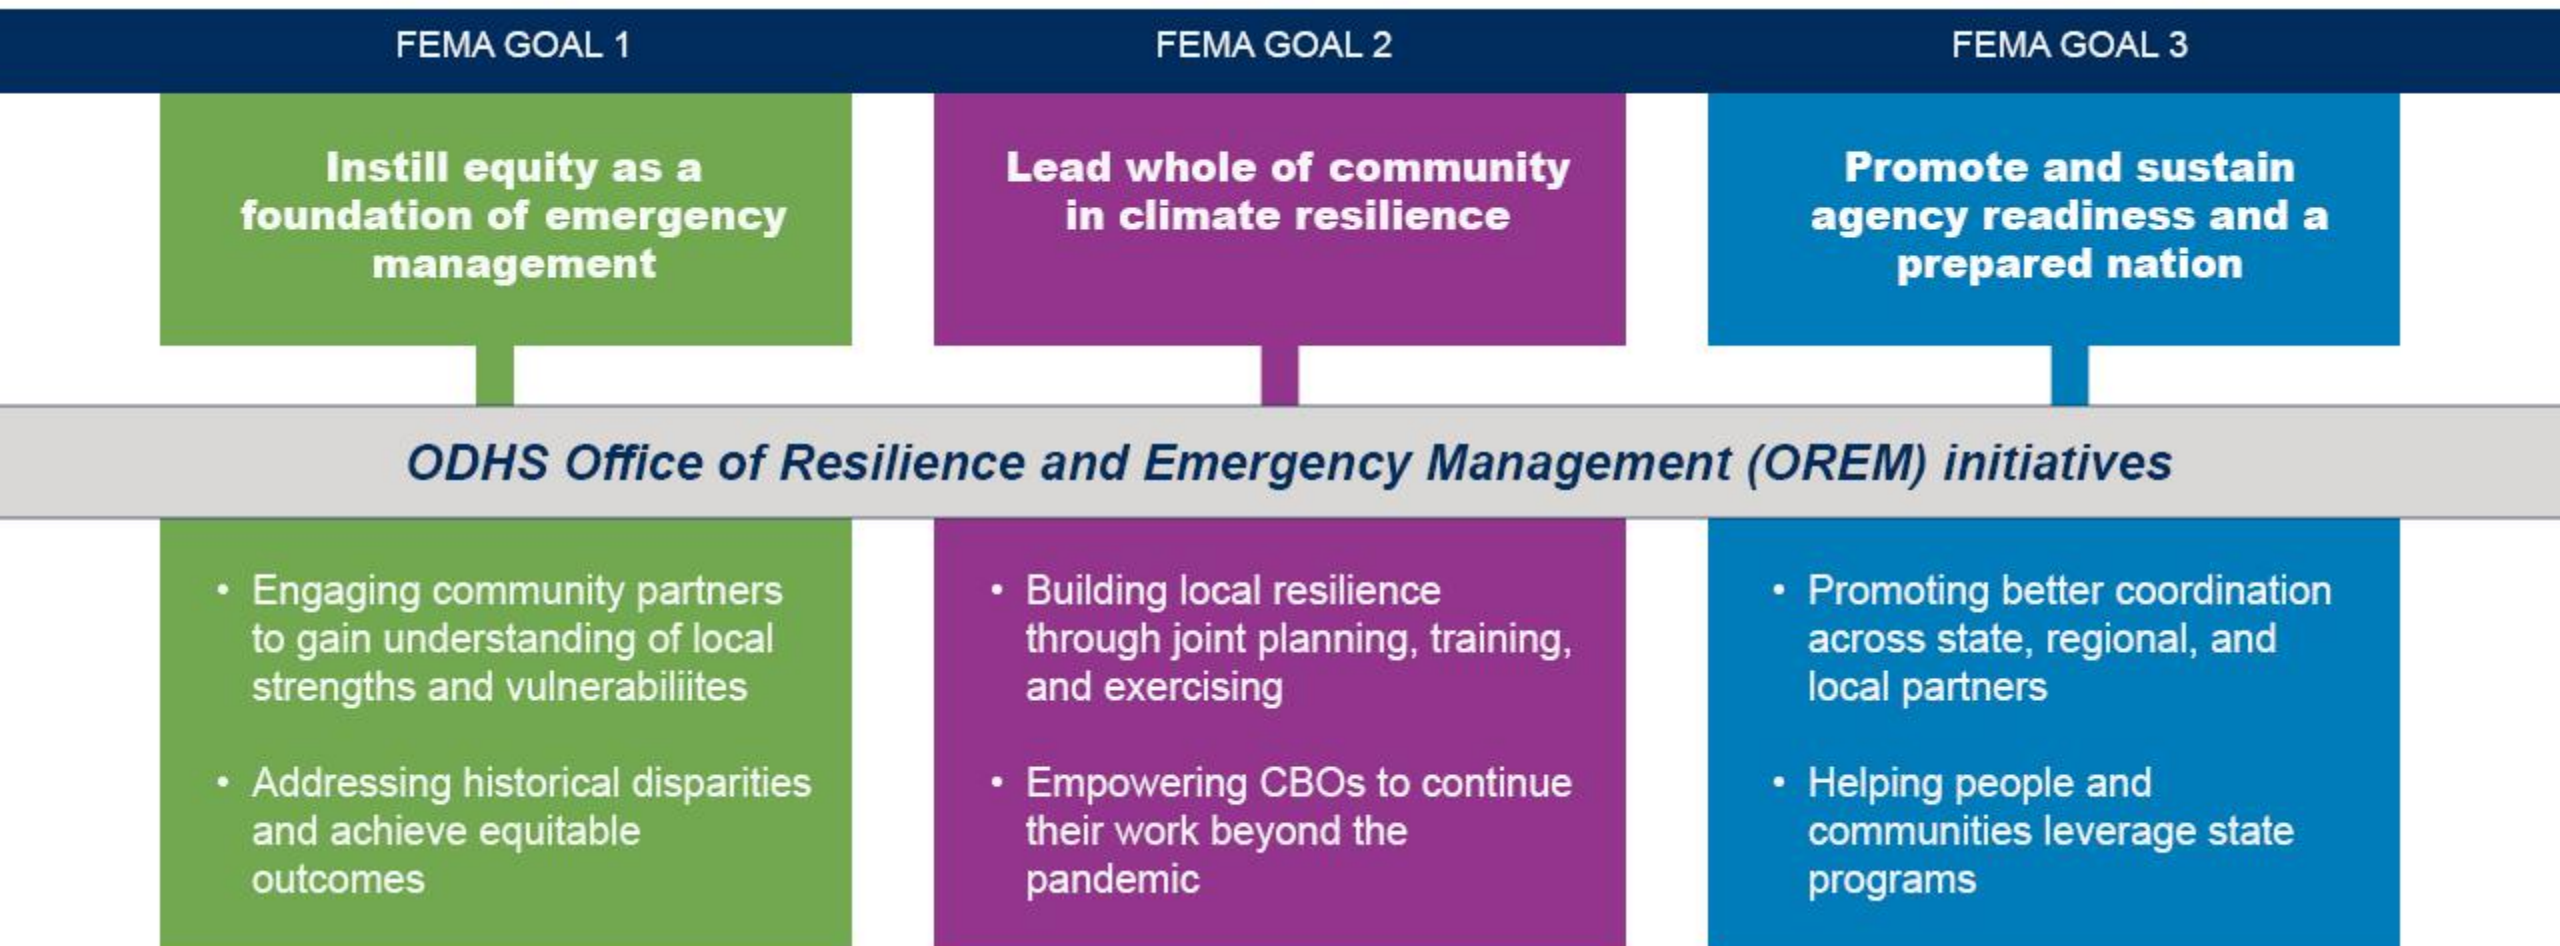 FEMA GOAL 1
FEMA GOAL 2
FEMA GOAL 3
Instill equity as a
foundation of emergency
management
Lead whole of community
in climate resilience
Promote and sustain
agency readiness and a
prepared nation
ODHS Office of Resilience and Emergency Management (OREM) initiatives
• Engaging community partners
to gain understanding of local
strengths and vulnerabiliites
• Addressing historical disparities
and achieve equitable
outcomes
• Building local resilience
through joint planning, training,
and exercising
• Empowering CBOs to continue
their work beyond the
pandemic
• Promoting better coordination
across state, regional, and
local partners
• Helping people and
communities leverage state
programs